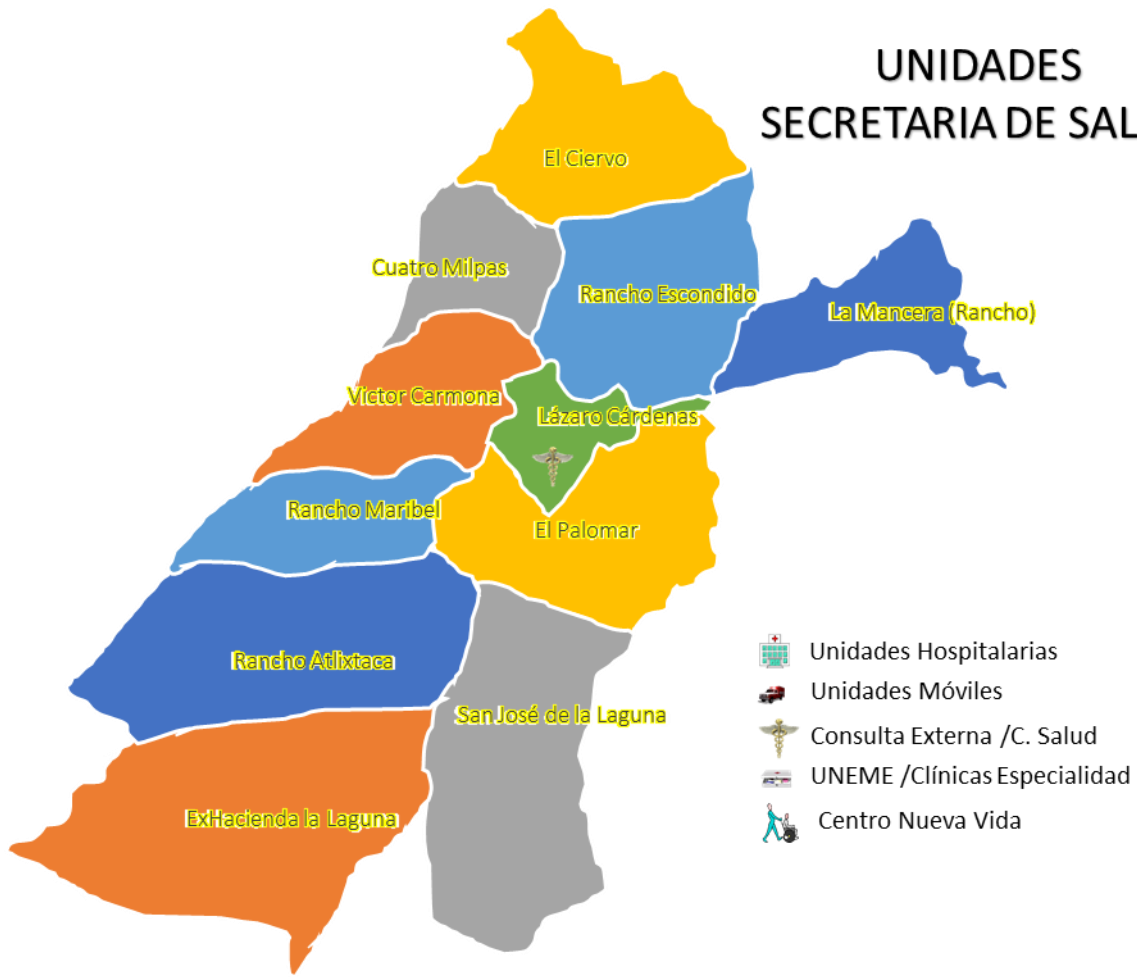 UNIDADES
SECRETARIA DE SAL
El Ciervo
Cuatro Milpas
Rancho Escondido
La Mancera (Rancho)
Víctor Carmona
Lázaro Cárdenas
Rancho Maribel
El Palomar
Rancho Atlixtaca
San José de la Laguna
ExHacienda la Laguna
Unidades Hospitalarias
Unidades Móviles
Consulta Externa /C. Salud
UNEME /Clínicas Especialidad
Centro Nueva Vida